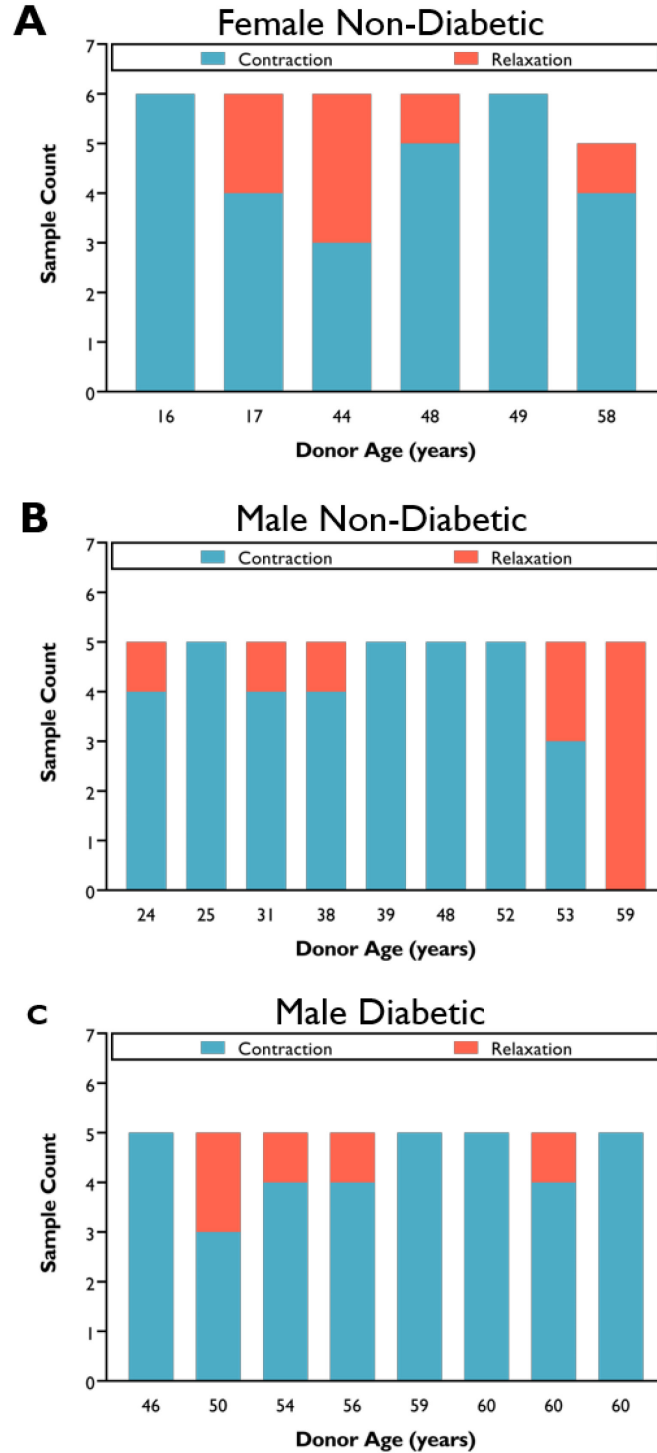 A Female Non-Diabetic
Contraction Relaxation
7
6
5
4
3
2
1
0
Sample Count
16 17 44 48 49 58
Donor Age (years)
B Male Non-Diabetic
Contraction Relaxation
7
6
5
4
3
2
1
0
Sample Count
24 25 31 38 39 48 52 53 59
Donor Age (years)
C Male Diabetic
Contraction Relaxation
7
6
5
4
3
2
1
0
Sample Count
46 50 54 56 59 60 60 60
Donor Age (years)